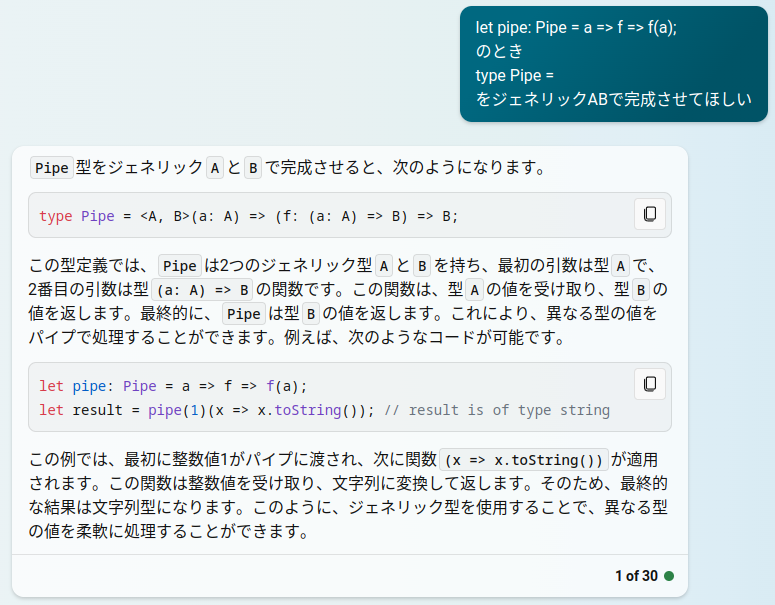 let pipe: Pipe = a => f => f(a);
のとき
type Pipe =
をジェネリックABで完成させてほしい
Pipe 型をジェネリック A と B で完成させると、次のようになります。
type Pipe = <A, B>(a: A) => (f: (a: A) => B) => B;
この型定義では、 Pipe は2つのジェネリック型 A と B を持ち、最初の引数は型 A で、
2番目の引数は型 (a: A) => B の関数です。この関数は、型 A の値を受け取り、型 B の
値を返します。最終的に、 Pipe は型 B の値を返します。これにより、異なる型の値を
パイプで処理することができます。例えば、次のようなコードが可能です。
let pipe: Pipe = a => f => f(a);
let result = pipe(1)(x => x.toString()); // result is of type string
この例では、最初に整数値1がパイプに渡され、次に関数 (x => x.toString()) が適用
されます。この関数は整数値を受け取り、文字列に変換して返します。そのため、最終的
な結果は文字列型になります。このように、ジェネリック型を使用することで、異なる型
の値を柔軟に処理することができます。
1 of 30